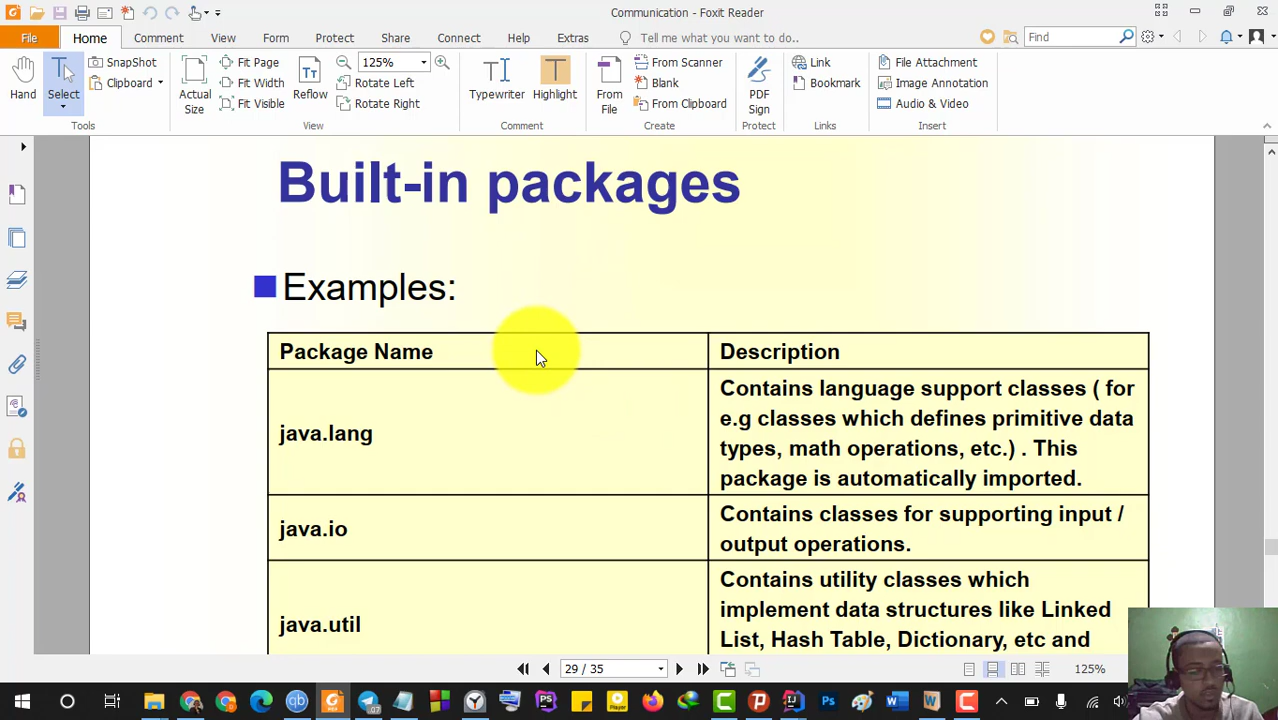 Communication - Foxit Reader
File Home Comment View Form Protect Share Connect Help Extras Tell me what you want to do.. Find
Hand
Select
SnapShot
Clipboard
Tools
Actual
Size
Fit Page
Fit Width
Fit Visible
Reflow
125%
Rotate Left
Rotate Right
View
Typewriter
Highlight
Comment
From
File
From Scanner
Blank
From Clipboard
Create
PDF
Sign
Protect
Link
Bookmark
Links
File Attachment
Image Annotation
Audio & Video
Insert
Built-in packages
Examples:
Package Name
Description
java.lang
Contains language support classes ( for
e.g classes which defines primitive data
types, math operations, etc.) . This
package is automatically imported.
java.io
Contains classes for supporting input /
output operations.
java.util
Contains utility classes which
implement data structures like Linked
List, Hash Table, Dictionary, etc and
29 / 35
125%